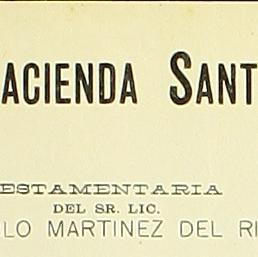 ACIENDA SANT
ESTAMENTARIA
DEL SR. LIC.
LO MARTINEZ DEL RI